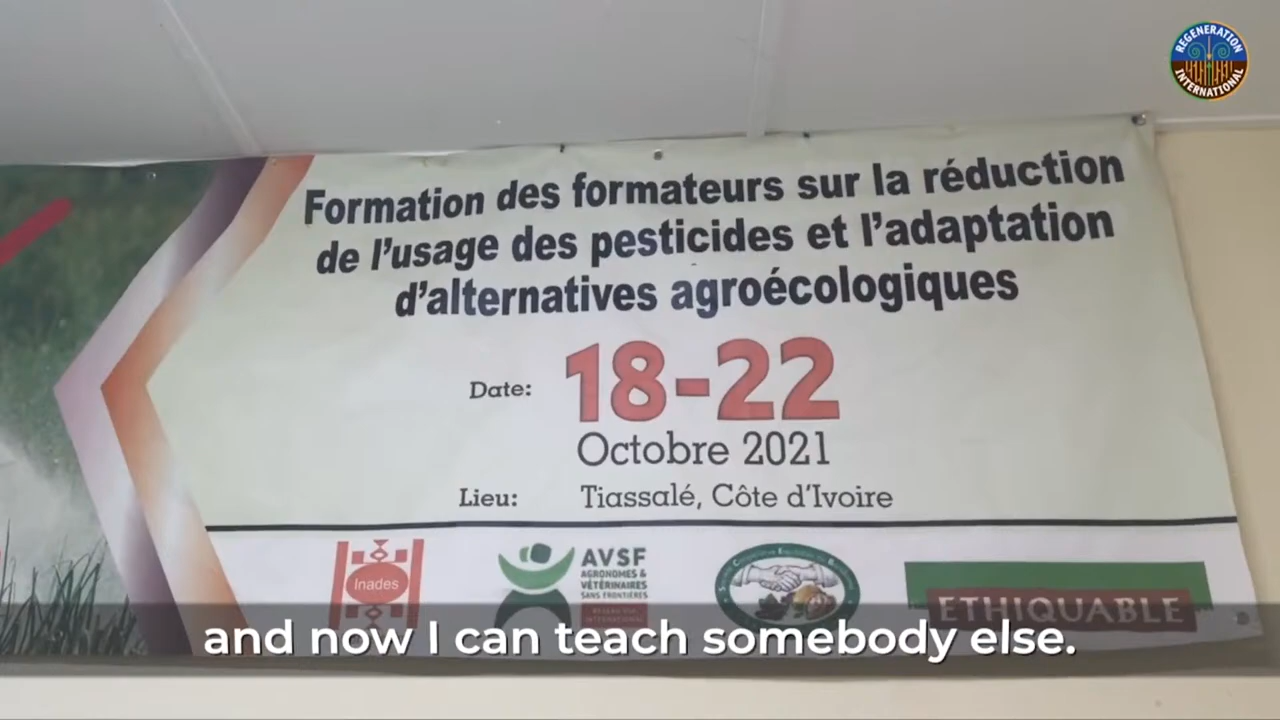 REGENERATION
INTERNATIONAL
Formation des formateurs sur la réduction
de l'usage des pesticides et l'adaptation
d'alternatives agroécologiques
Date: 18-22
Octobre 2021
Lieu: Tiassalé, Côte d'Ivoire
Inades
AVSF
AGRONOMES &
VÉTÉRINAIRES
SANS FRONTIÈRES
ETHIQUABLE
and now I can teach somebody else.